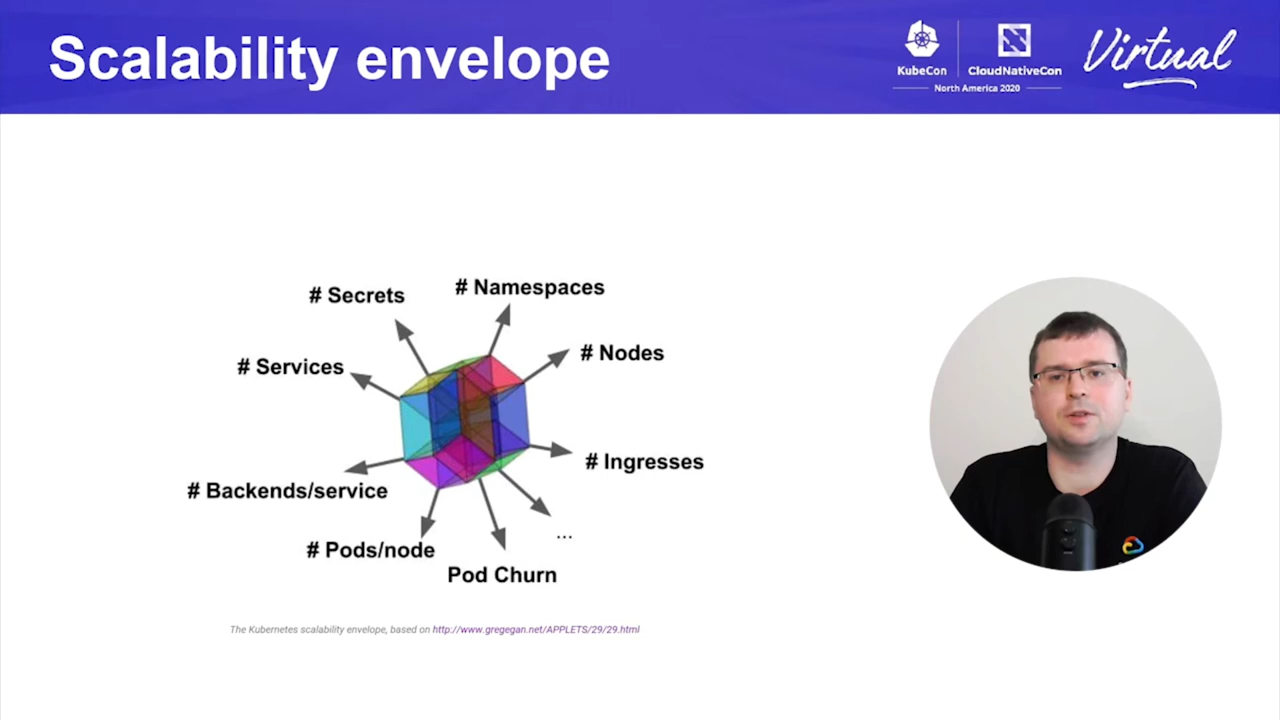 Scalability envelope
KubeCon
CloudNativeCon
North America 2020
Virtual
# Secrets
# Namespaces
# Services
# Nodes
# Ingresses
# Backends/service
...
# Pods/node
Pod Churn
The Kubernetes scalability envelope, based on http://www.gregegan.net/APPLETS/29/29.html